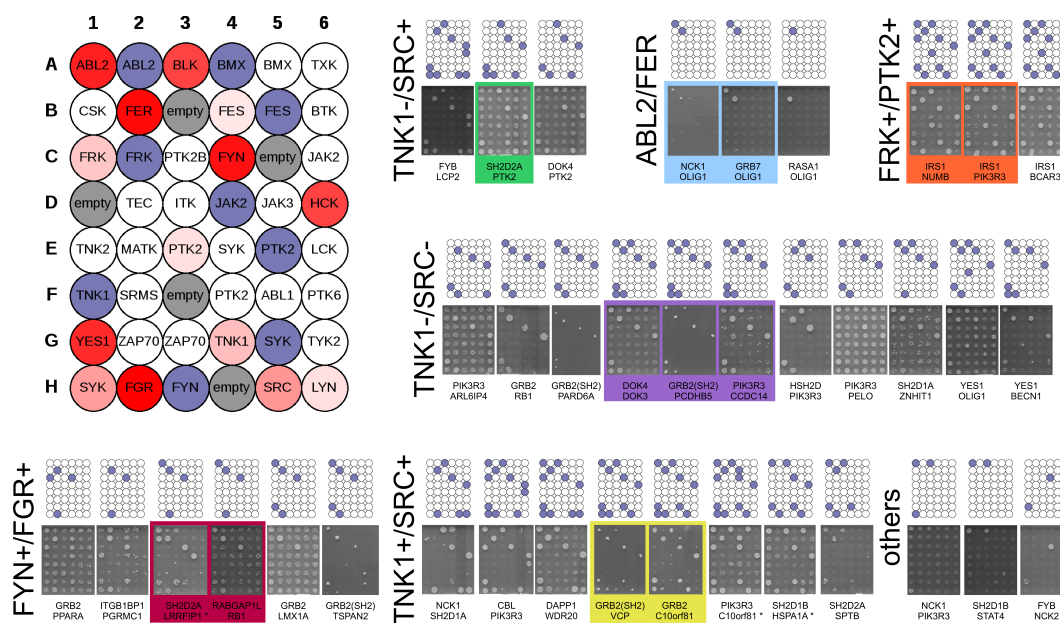 1 2 3 4 5 6
A ABL2 ABL2 BLK BMX BMX TXK
B CSK FER empty FES FES BTK
C FRK FRK PTK2B FYN empty JAK2
D empty TEC ITK JAK2 JAK3 HCK
E TNK2 MATK PTK2 SYK PTK2 LCK
F TNK1 SRMS empty PTK2 ABL1 PTK6
G YES1 ZAP70 ZAP70 TNK1 SYK TYK2
H SYK FGR FYN empty SRC LYN
TNK1-/SRC+
FYB
LCP2
SH2D2A
PTK2
DOK4
PTK2
ABL2/FER
NCK1
OLIG1
GRB7
OLIG1
RASA1
OLIG1
FRK+/PTK2+
IRS1
NUMB
IRS1
PIK3R3
IRS1
BCAR3
TNK1-/SRC-
PIK3R3
ARL6IP4
GRB2
RB1
GRB2(SH2)
PARD6A
DOK4
DOK3
GRB2(SH2)
PCDHB5
PIK3R3
CCDC14
HSH2D
PIK3R3
PIK3R3
PELO
SH2D1A
ZNHIT1
YES1
OLIG1
YES1
BECN1
FYN+/FGR+
GRB2
PPARA
ITGB1BP1
PGRMC1
SH2D2A
LRRFIP1 *
RABGAP1L
RB1
GRB2
LMX1A
GRB2(SH2)
TSPAN2
TNK1+/SRC+
NCK1
SH2D1A
CBL
PIK3R3
DAPP1
WDR20
GRB2(SH2)
VCP
GRB2
C10orf81
PIK3R3
C10orf81 *
SH2D1B
HSPA1A *
SH2D2A
SPTB
others
NCK1
PIK3R3
SH2D1B
STAT4
FYB
NCK2